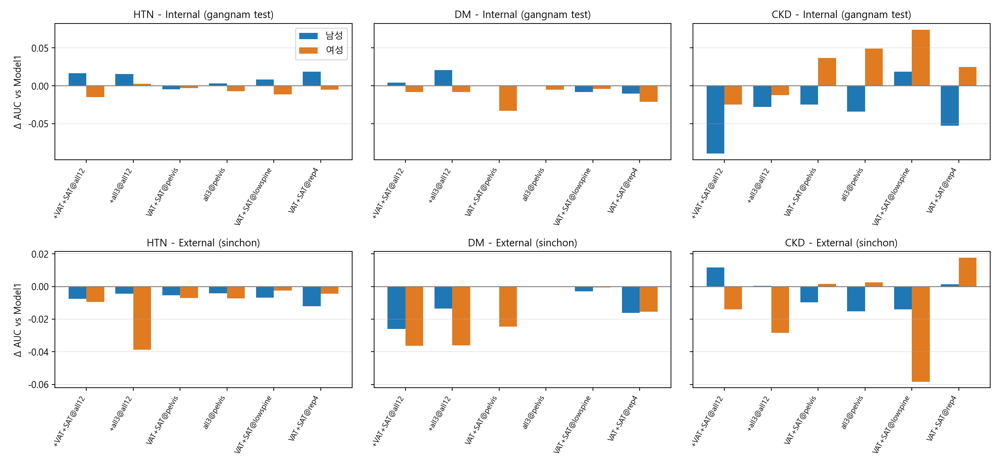 HTN - Internal (gangnam test)
DM - Internal (gangnam test)
CKD - Internal (gangnam test)
남성
여성
Δ AUC vs Model1
0.05
0.00
-0.05
+VAT+SAT@all12
+all3@all12
VAT+SAT@pelvis
all3@pelvis
VAT+SAT@lowspine
VAT+SAT@rep4
+VAT+SAT@all12
+all3@all12
VAT+SAT@pelvis
all3@pelvis
VAT+SAT@lowspine
VAT+SAT@rep4
+VAT+SAT@all12
+all3@all12
VAT+SAT@pelvis
all3@pelvis
VAT+SAT@lowspine
VAT+SAT@rep4
HTN - External (sinchon)
DM - External (sinchon)
CKD - External (sinchon)
Δ AUC vs Model1
0.02
0.00
-0.02
-0.04
-0.06
+VAT+SAT@all12
+all3@all12
VAT+SAT@pelvis
all3@pelvis
VAT+SAT@lowspine
VAT+SAT@rep4
+VAT+SAT@all12
+all3@all12
VAT+SAT@pelvis
all3@pelvis
VAT+SAT@lowspine
VAT+SAT@rep4
+VAT+SAT@all12
+all3@all12
VAT+SAT@pelvis
all3@pelvis
VAT+SAT@lowspine
VAT+SAT@rep4